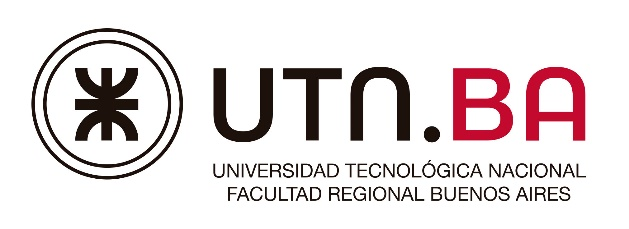 UTN.BA
UNIVERSIDAD TECNOLÓGICA NACIONAL
FACULTAD REGIONAL BUENOS AIRES